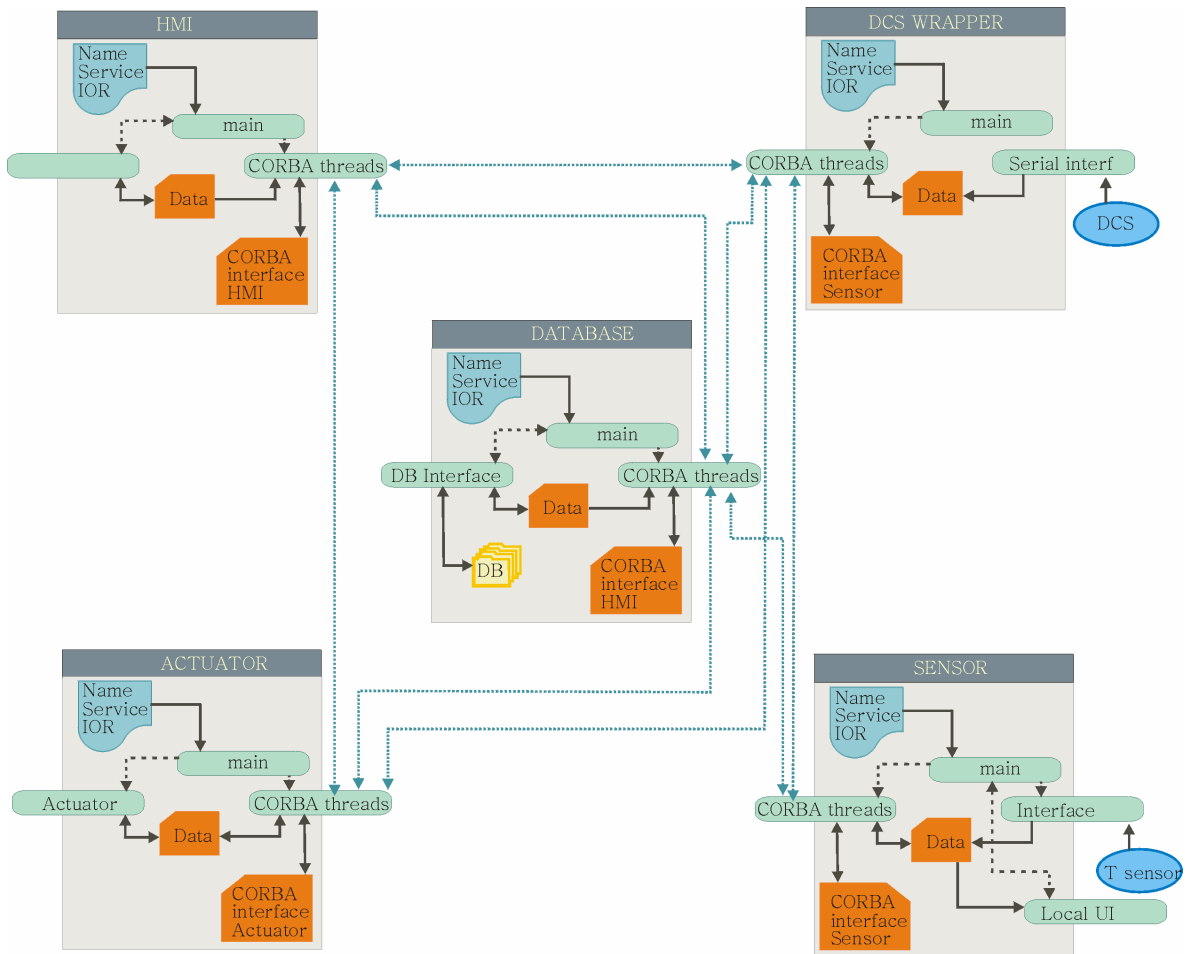 HMI
Name
Service
IOR
main
CORBA threads
Data
CORBA
interface
HMI
DCS WRAPPER
Name
Service
IOR
main
CORBA threads
Serial interf
Data
DCS
CORBA
interface
Sensor
DATABASE
Name
Service
IOR
main
DB Interface
CORBA threads
Data
DB
CORBA
interface
HMI
ACTUATOR
Name
Service
IOR
main
Actuator
CORBA threads
Data
CORBA
interface
Actuator
SENSOR
Name
Service
IOR
main
CORBA threads
Interface
Data
T sensor
CORBA
interface
Sensor
Local UI